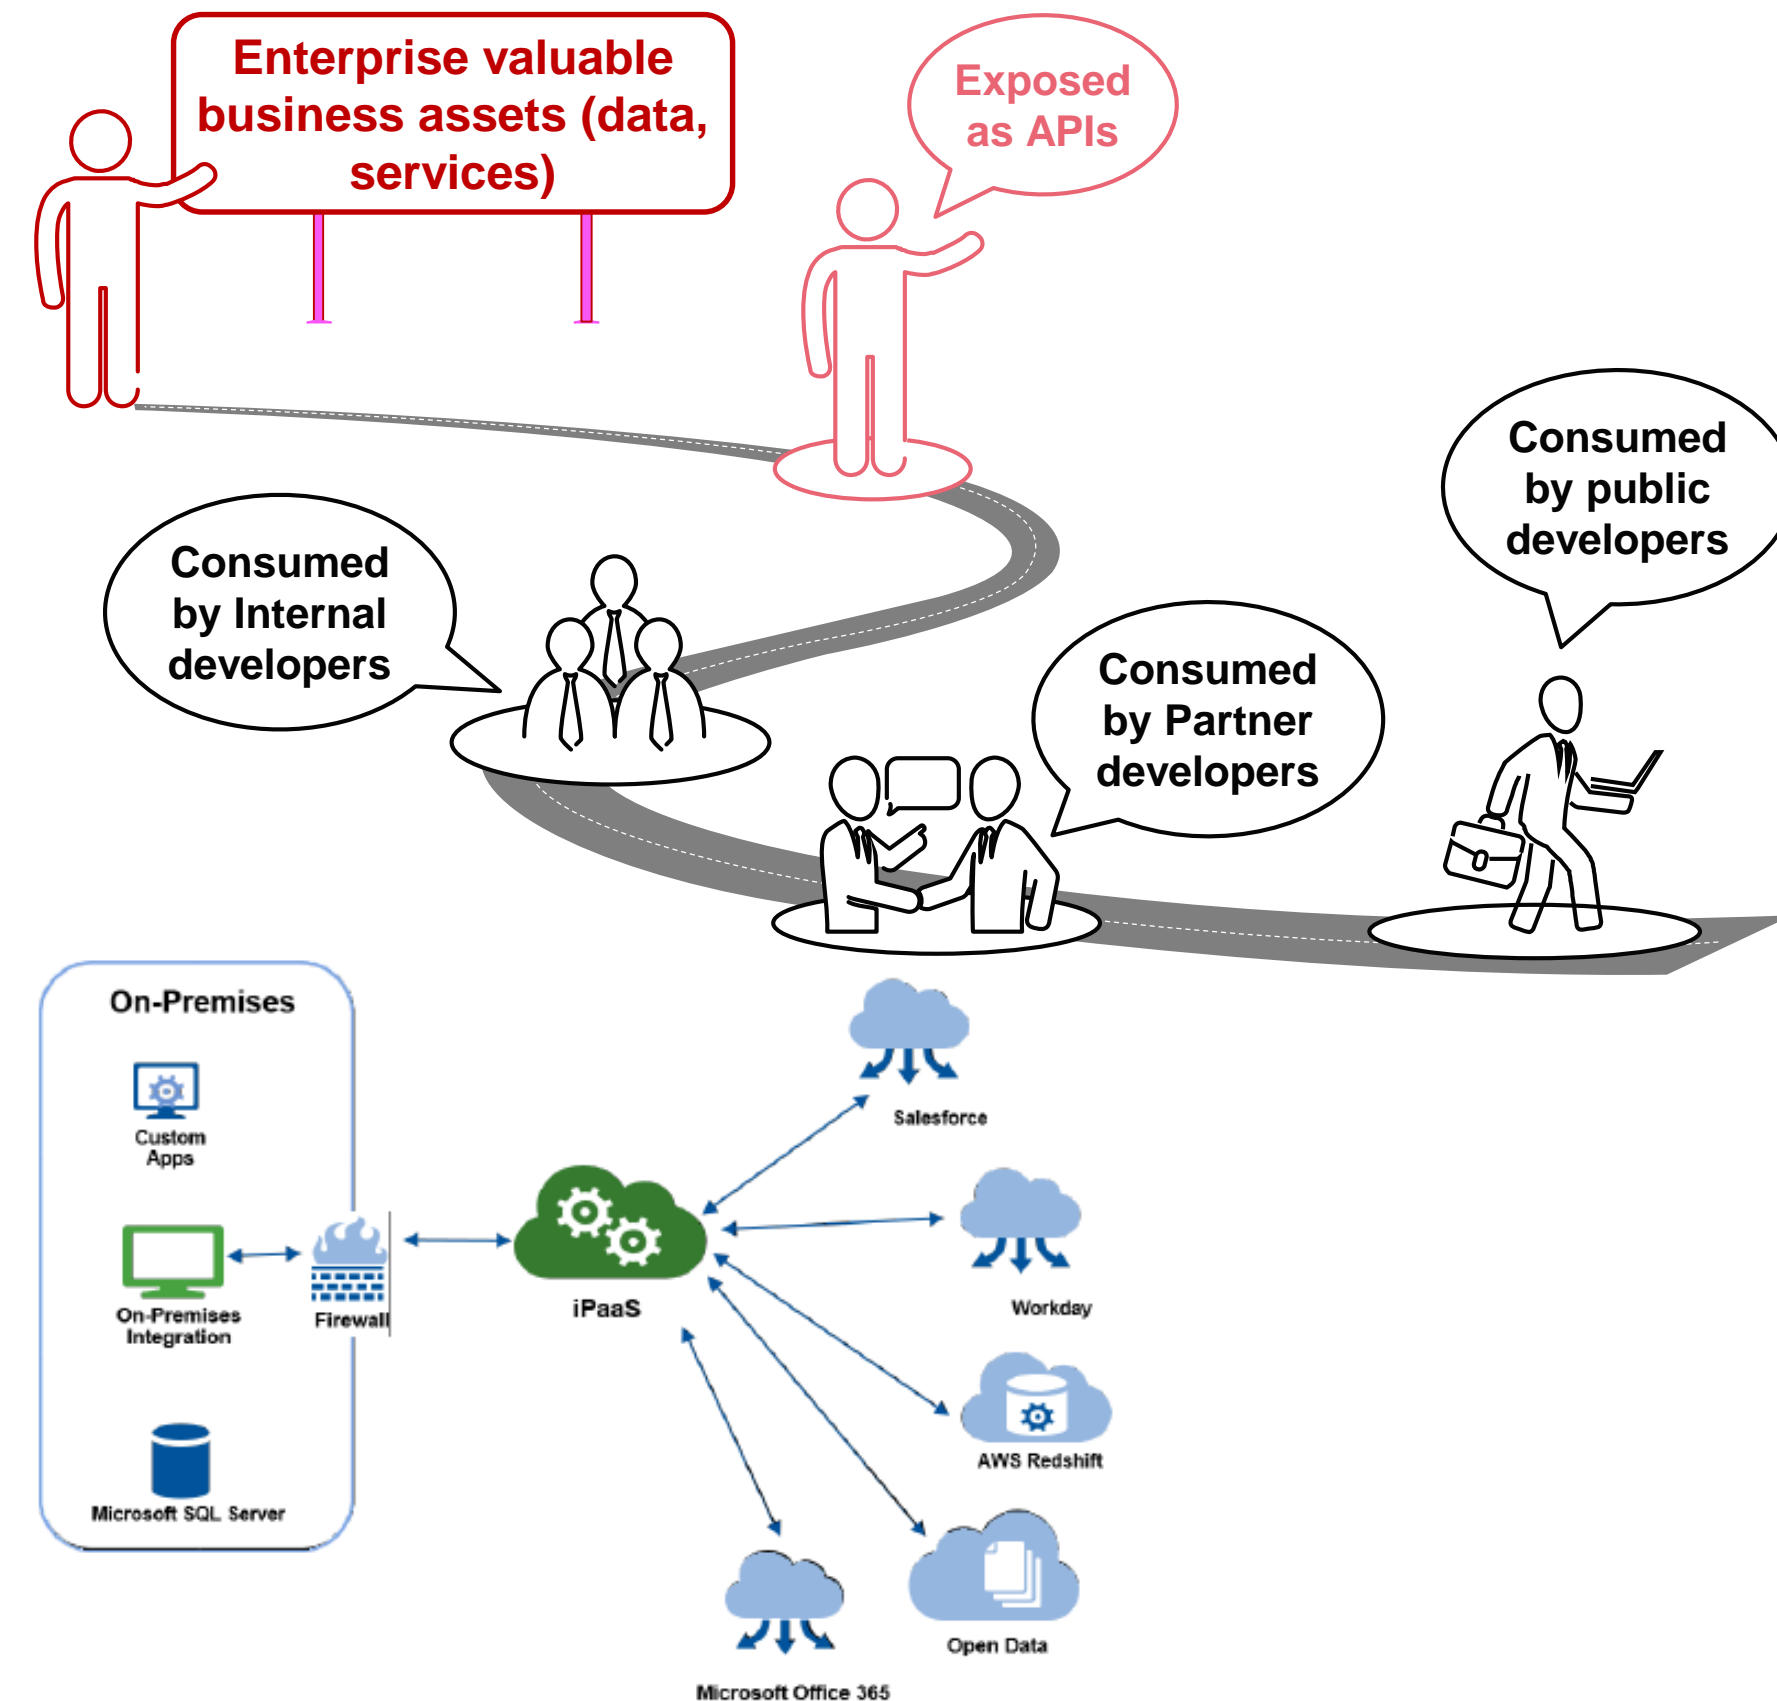 Enterprise valuable
business assets (data,
services)
Exposed
as APIs
Consumed
by public
developers
Consumed
by Internal
developers
Consumed
by Partner
developers
On-Premises
Custom
Apps
On-Premises
Integration
Firewall
Microsoft SQL Server
iPaaS
Salesforce
Workday
AWS Redshift
Open Data
Microsoft Office 365